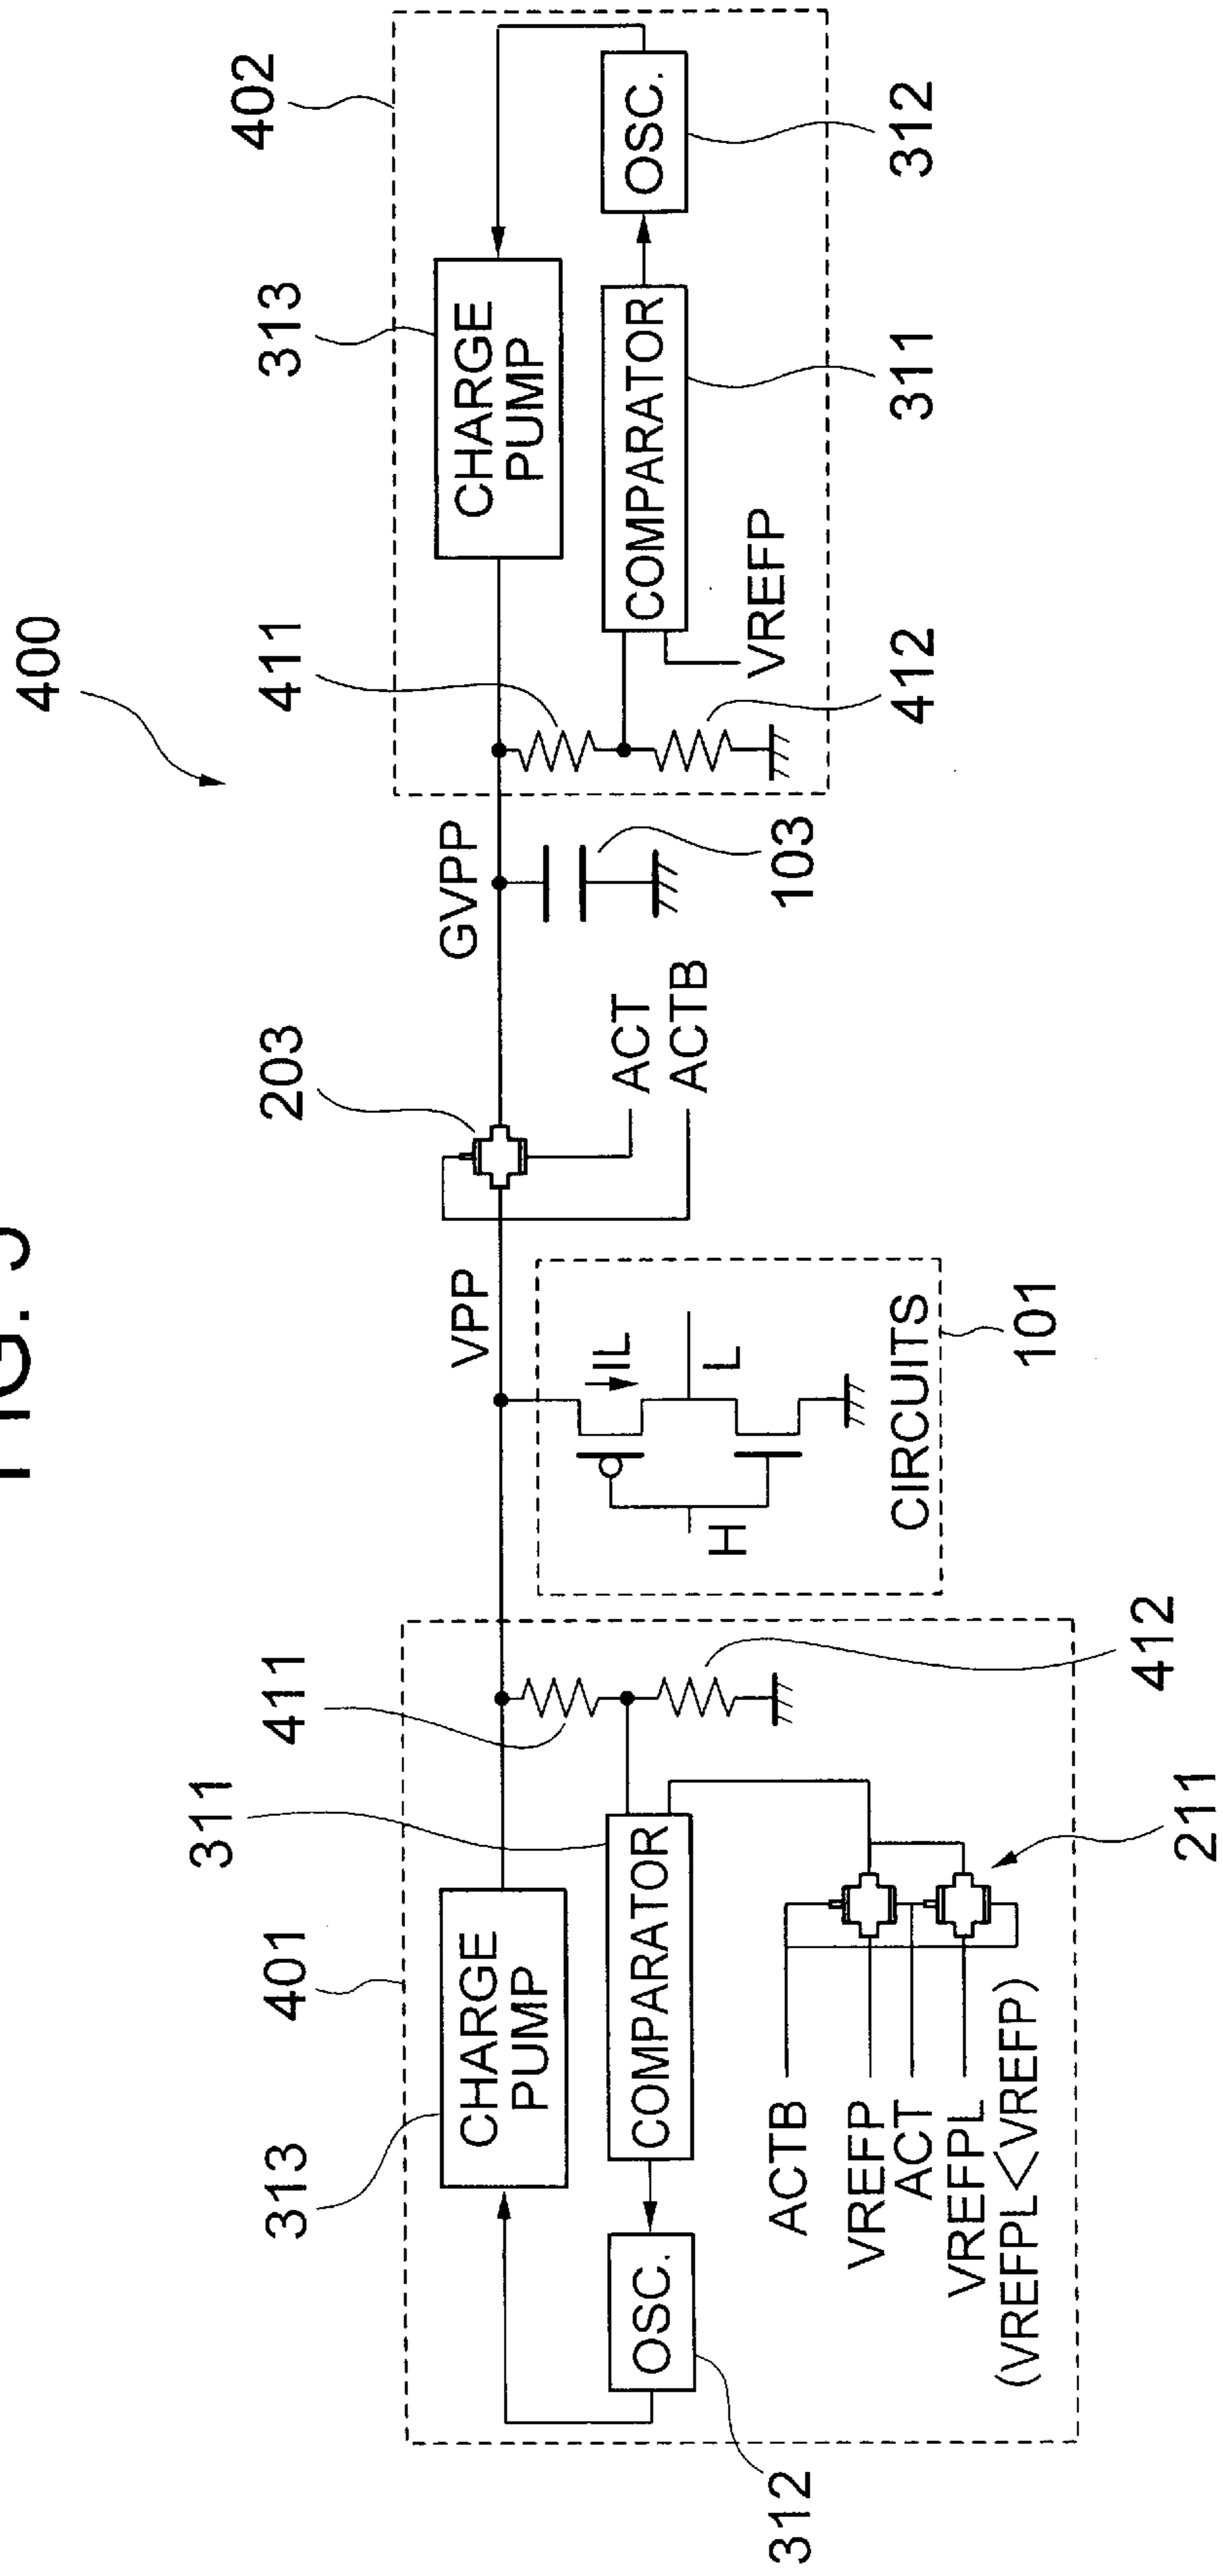 FIG.
400
313
401
311
411
203
411
313
402
CHARGE
PUMP
VPP
GVPP
CHARGE
PUMP
OSC.
COMPARATOR
IL
H
L
ACT
ACTB
COMPARATOR
OSC.
312
ACTB
VREFP
ACT
VREFPL
(VREFPL<VREFP)
211
412
CIRCUITS
101
103
VREFP
412
311
312